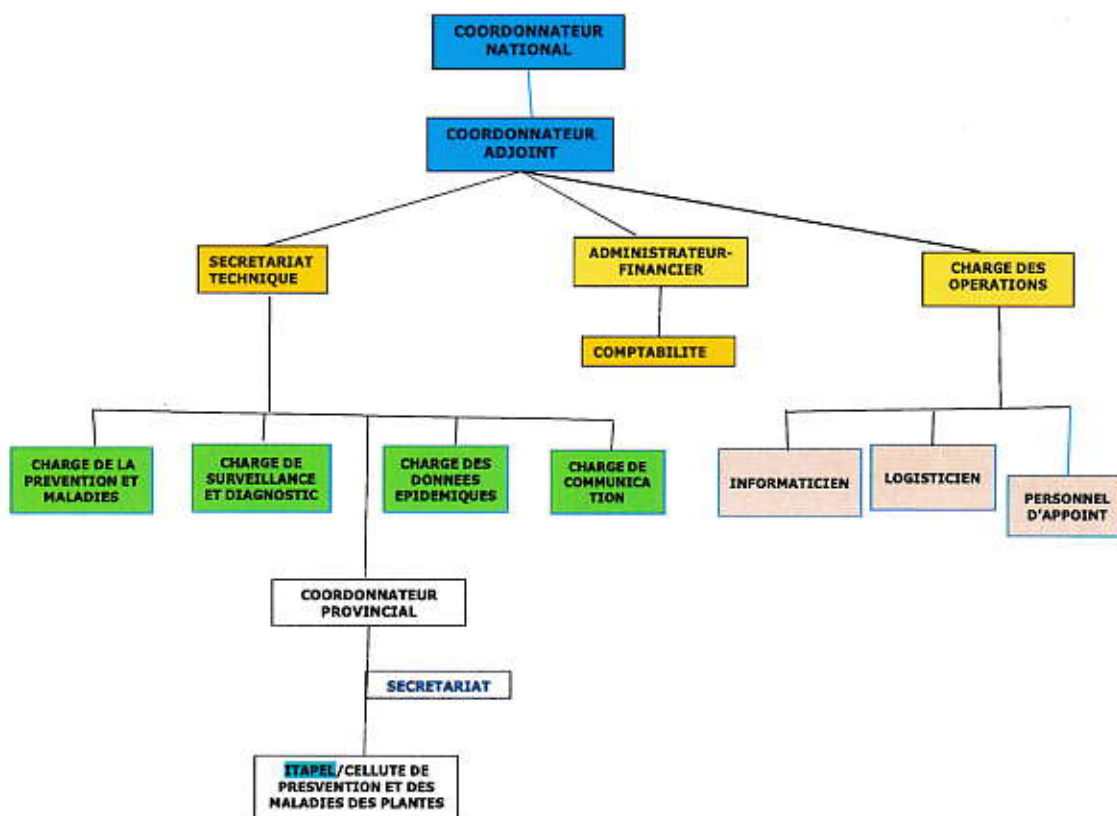 COORDONNATEUR
NATIONAL
COORDONNATEUR
ADJOINT
SECRETARIAT
TECHNIQUE
ADMINISTRATEUR-
FINANCIER
CHARGE DES
OPERATIONS
COMPTABILITE
CHARGE DE LA
PREVENTION ET
MALADIES
CHARGE DE
SURVEILLANCE
ET DIAGNOSTIC
CHARGE DES
DONNEES
EPIDEMIQUES
CHARGE DE
COMMUNICA
TION
INFORMATICIEN
LOGISTICIEN
PERSONNEL
D'APPOINT
COORDONNATEUR
PROVINCIAL
SECRETARIAT
ITAPEL/CELLUTE DE
PRESVENTION ET DES
MALADIES DES PLANTES